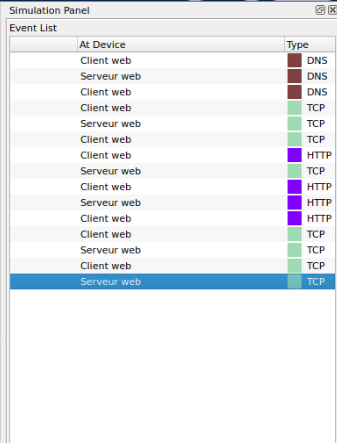 Simulation Panel
Event List
At Device Type
Client web DNS
Serveur web DNS
Client web DNS
Client web TCP
Serveur web TCP
Client web TCP
Client web HTTP
Serveur web TCP
Client web HTTP
Serveur web HTTP
Client web HTTP
Client web TCP
Serveur web TCP
Client web TCP
Serveur web TCP